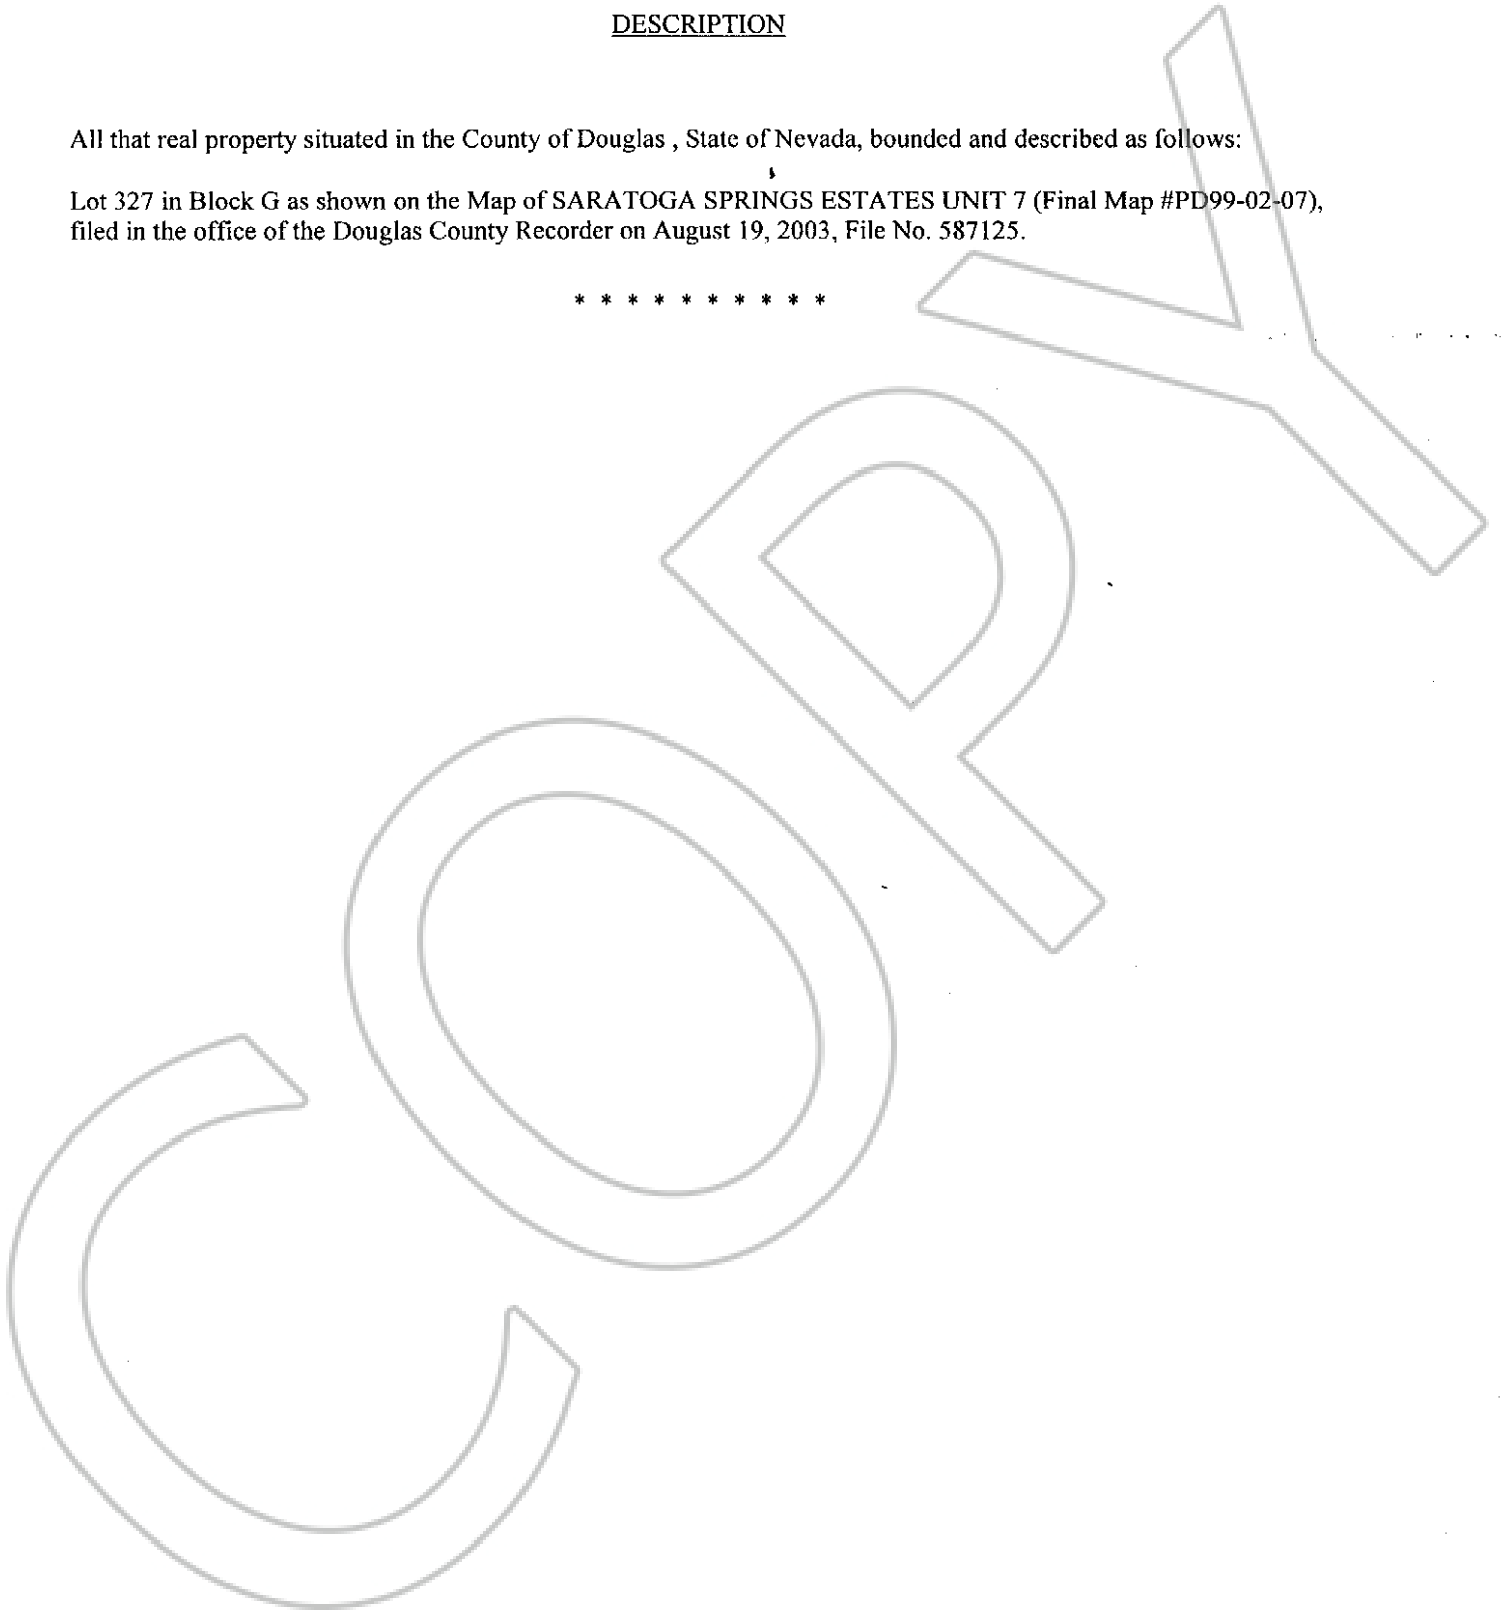 DESCRIPTION
All that real property situated in the County of Douglas , State of Nevada, bounded and described as follows:
Lot 327 in Block G as shown on the Map of SARATOGA SPRINGS ESTATES UNIT 7 (Final Map #PD99-02-07),
filed in the office of the Douglas County Recorder on August 19, 2003, File No. 587125.
* * * * * * * * * *
COPY